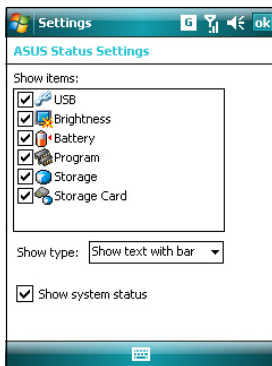 Settings G ok
ASUS Status Settings
Show items:
USB
Brightness
Battery
Program
Storage
Storage Card
Show type: Show text with bar
Show system status